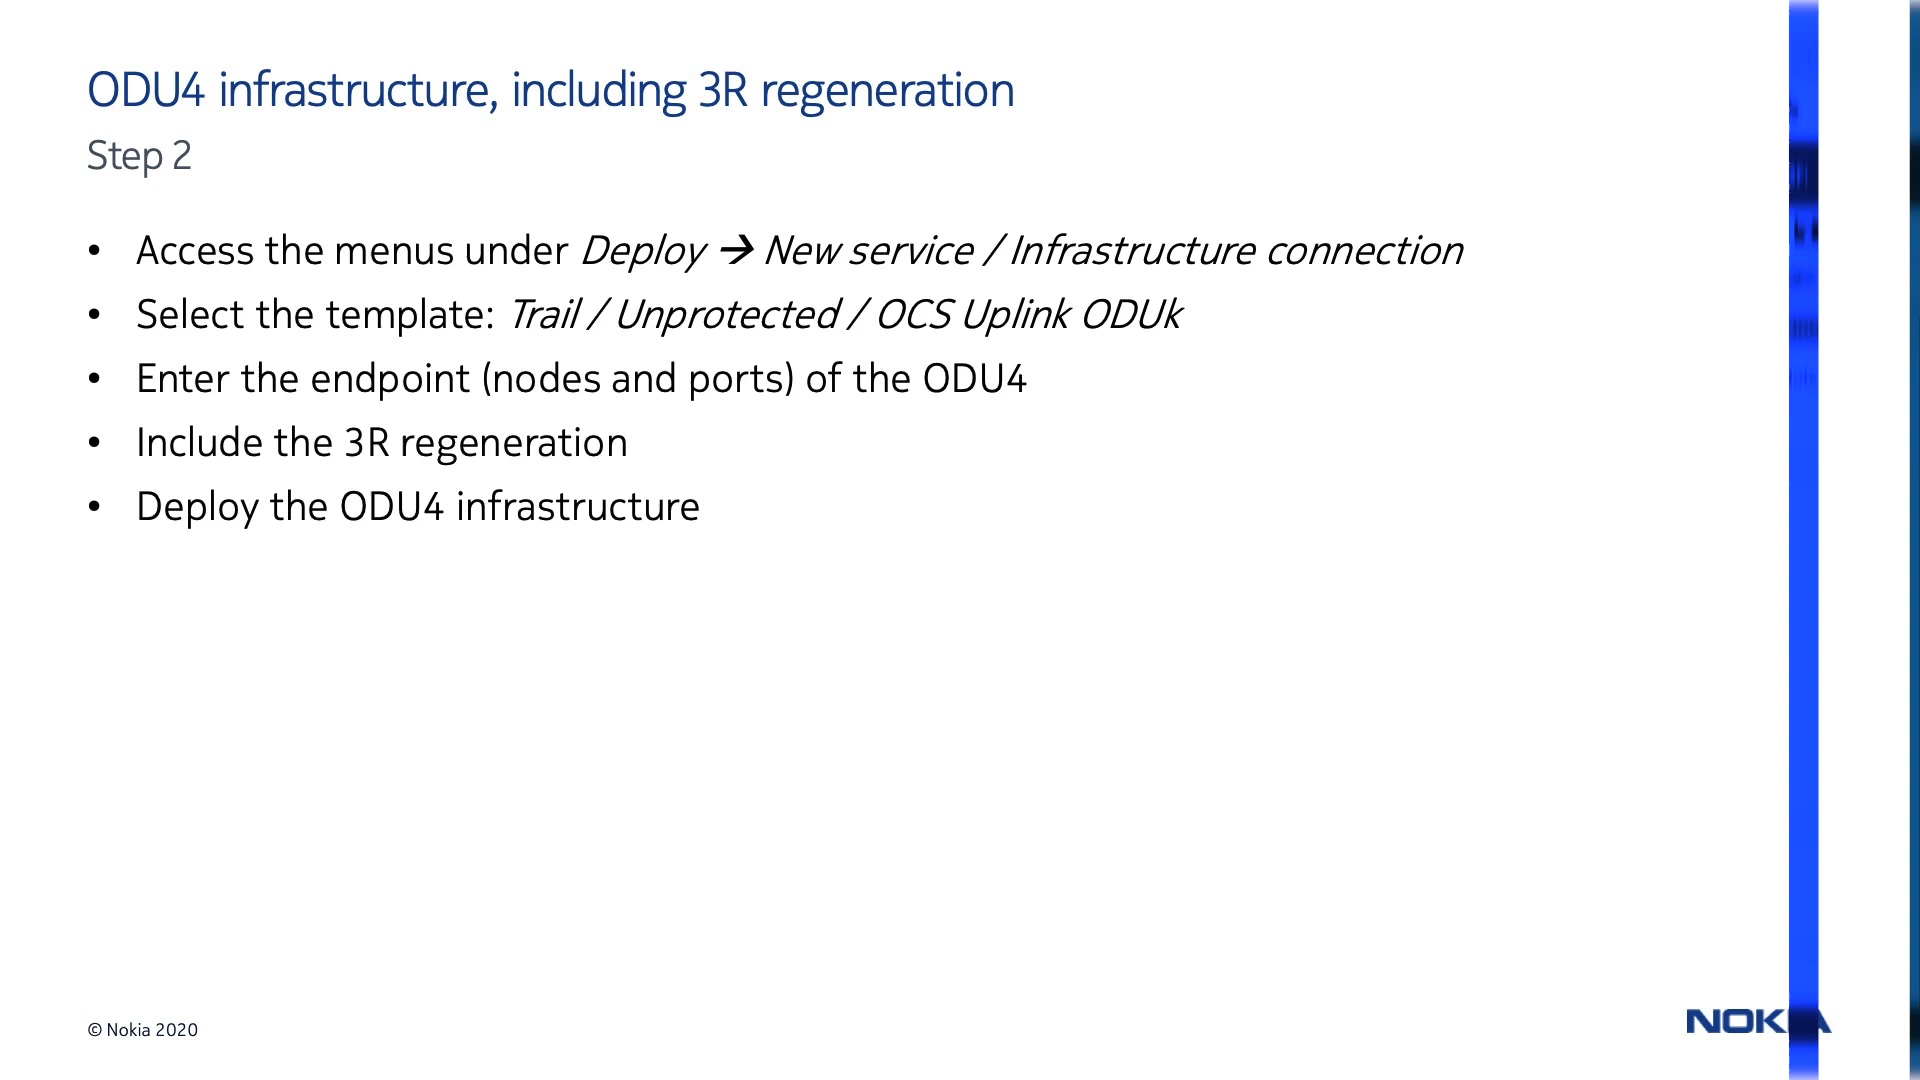 ODU4 infrastructure, including 3R regeneration
Step 2
• Access the menus under Deploy → New service / Infrastructure connection
• Select the template: Trail / Unprotected / OCS Uplink ODUk
• Enter the endpoint (nodes and ports) of the ODU4
• Include the 3R regeneration
• Deploy the ODU4 infrastructure
© Nokia 2020
NOKIA